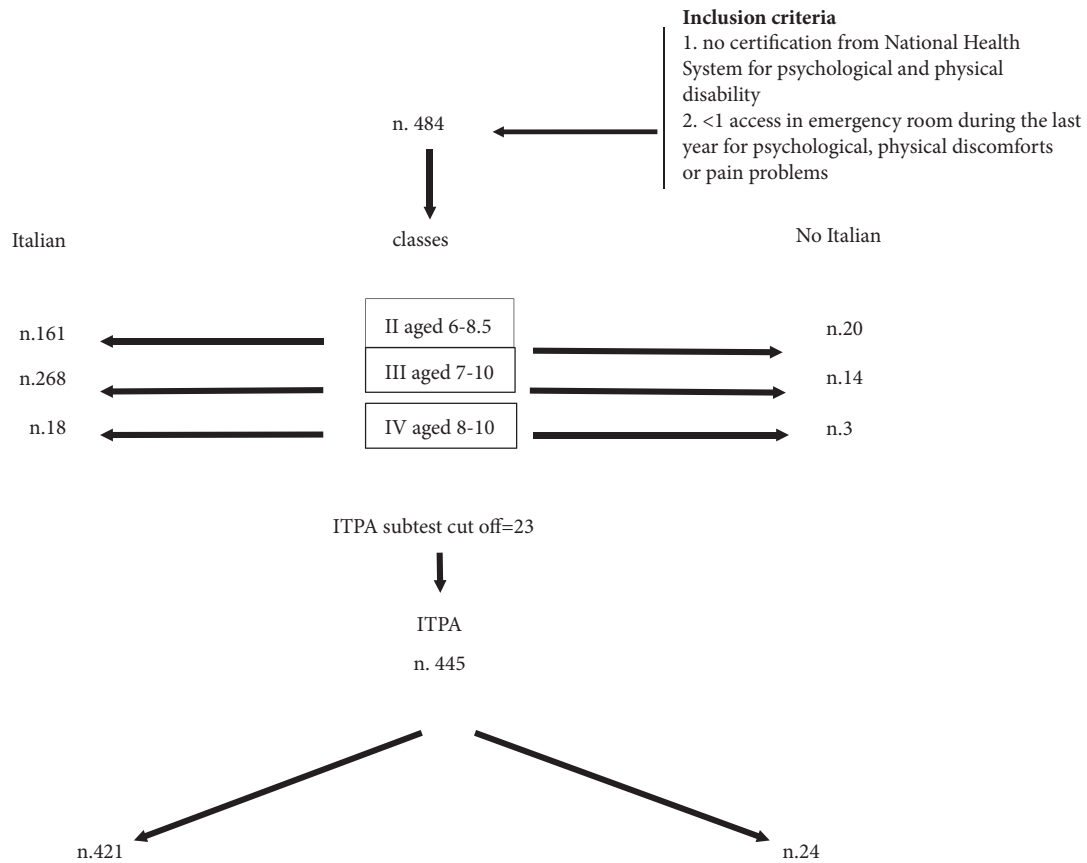 Inclusion criteria
1. no certification from National Health
System for psychological and physical
disability
2. <1 access in emergency room during the last
year for psychological, physical discomforts
or pain problems
n. 484
Italian
classes
No Italian
n.161
II aged 6-8.5
n.20
n.268
III aged 7-10
n.14
n.18
IV aged 8-10
n.3
ITPA subtest cut off=23
ITPA
n. 445
n.421
n.24